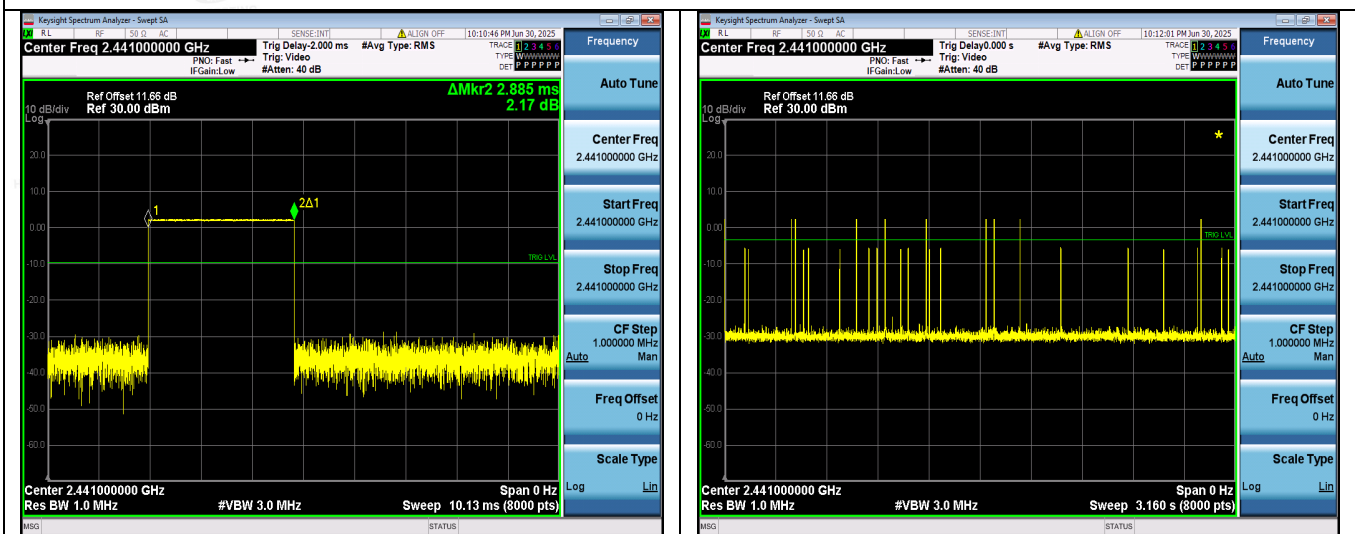 Keysight Spectrum Analyzer - Swept SA
RL RF 50 Ω AC SENSE:INT ALIGN OFF 10:10:46 PM Jun 30, 2025
Center Freq 2.441000000 GHz
PNO: Fast
IFGain:Low
Trig Delay-2.000 ms
Trig: Video
#Atten: 40 dB
#Avg Type: RMS
TRACE 1 2 3 4 5 6
TYPE W W W W W W
DET P P P P P P
ΔMkr2 2.885 ms
2.17 dB
Ref Offset 11.66 dB
10 dB/div Ref 30.00 dBm
Log
20.0
10.0
0.00
-10.0
-20.0
-30.0
-40.0
-50.0
-60.0
1
2Δ1
TRIG LVL
Center 2.441000000 GHz Span 0 Hz
Res BW 1.0 MHz #VBW 3.0 MHz Sweep 10.13 ms (8000 pts)
MSG STATUS
Frequency
Auto Tune
Center Freq
2.441000000 GHz
Start Freq
2.441000000 GHz
Stop Freq
2.441000000 GHz
CF Step
1.000000 MHz
Auto Man
Freq Offset
0 Hz
Scale Type
Log Lin
Keysight Spectrum Analyzer - Swept SA
RL RF 50 Ω AC SENSE:INT ALIGN OFF 10:12:01 PM Jun 30, 2025
Center Freq 2.441000000 GHz
PNO: Fast
IFGain:Low
Trig Delay0.000 s
Trig: Video
#Atten: 40 dB
#Avg Type: RMS
TRACE 1 2 3 4 5 6
TYPE W W W W W W
DET P P P P P P
Ref Offset 11.66 dB
10 dB/div Ref 30.00 dBm
Log
*
20.0
10.0
0.00
-10.0
-20.0
-30.0
-40.0
-50.0
-60.0
TRIG LVL
Center 2.441000000 GHz Span 0 Hz
Res BW 1.0 MHz #VBW 3.0 MHz Sweep 3.160 s (8000 pts)
MSG STATUS
Frequency
Auto Tune
Center Freq
2.441000000 GHz
Start Freq
2.441000000 GHz
Stop Freq
2.441000000 GHz
CF Step
1.000000 MHz
Auto Man
Freq Offset
0 Hz
Scale Type
Log Lin